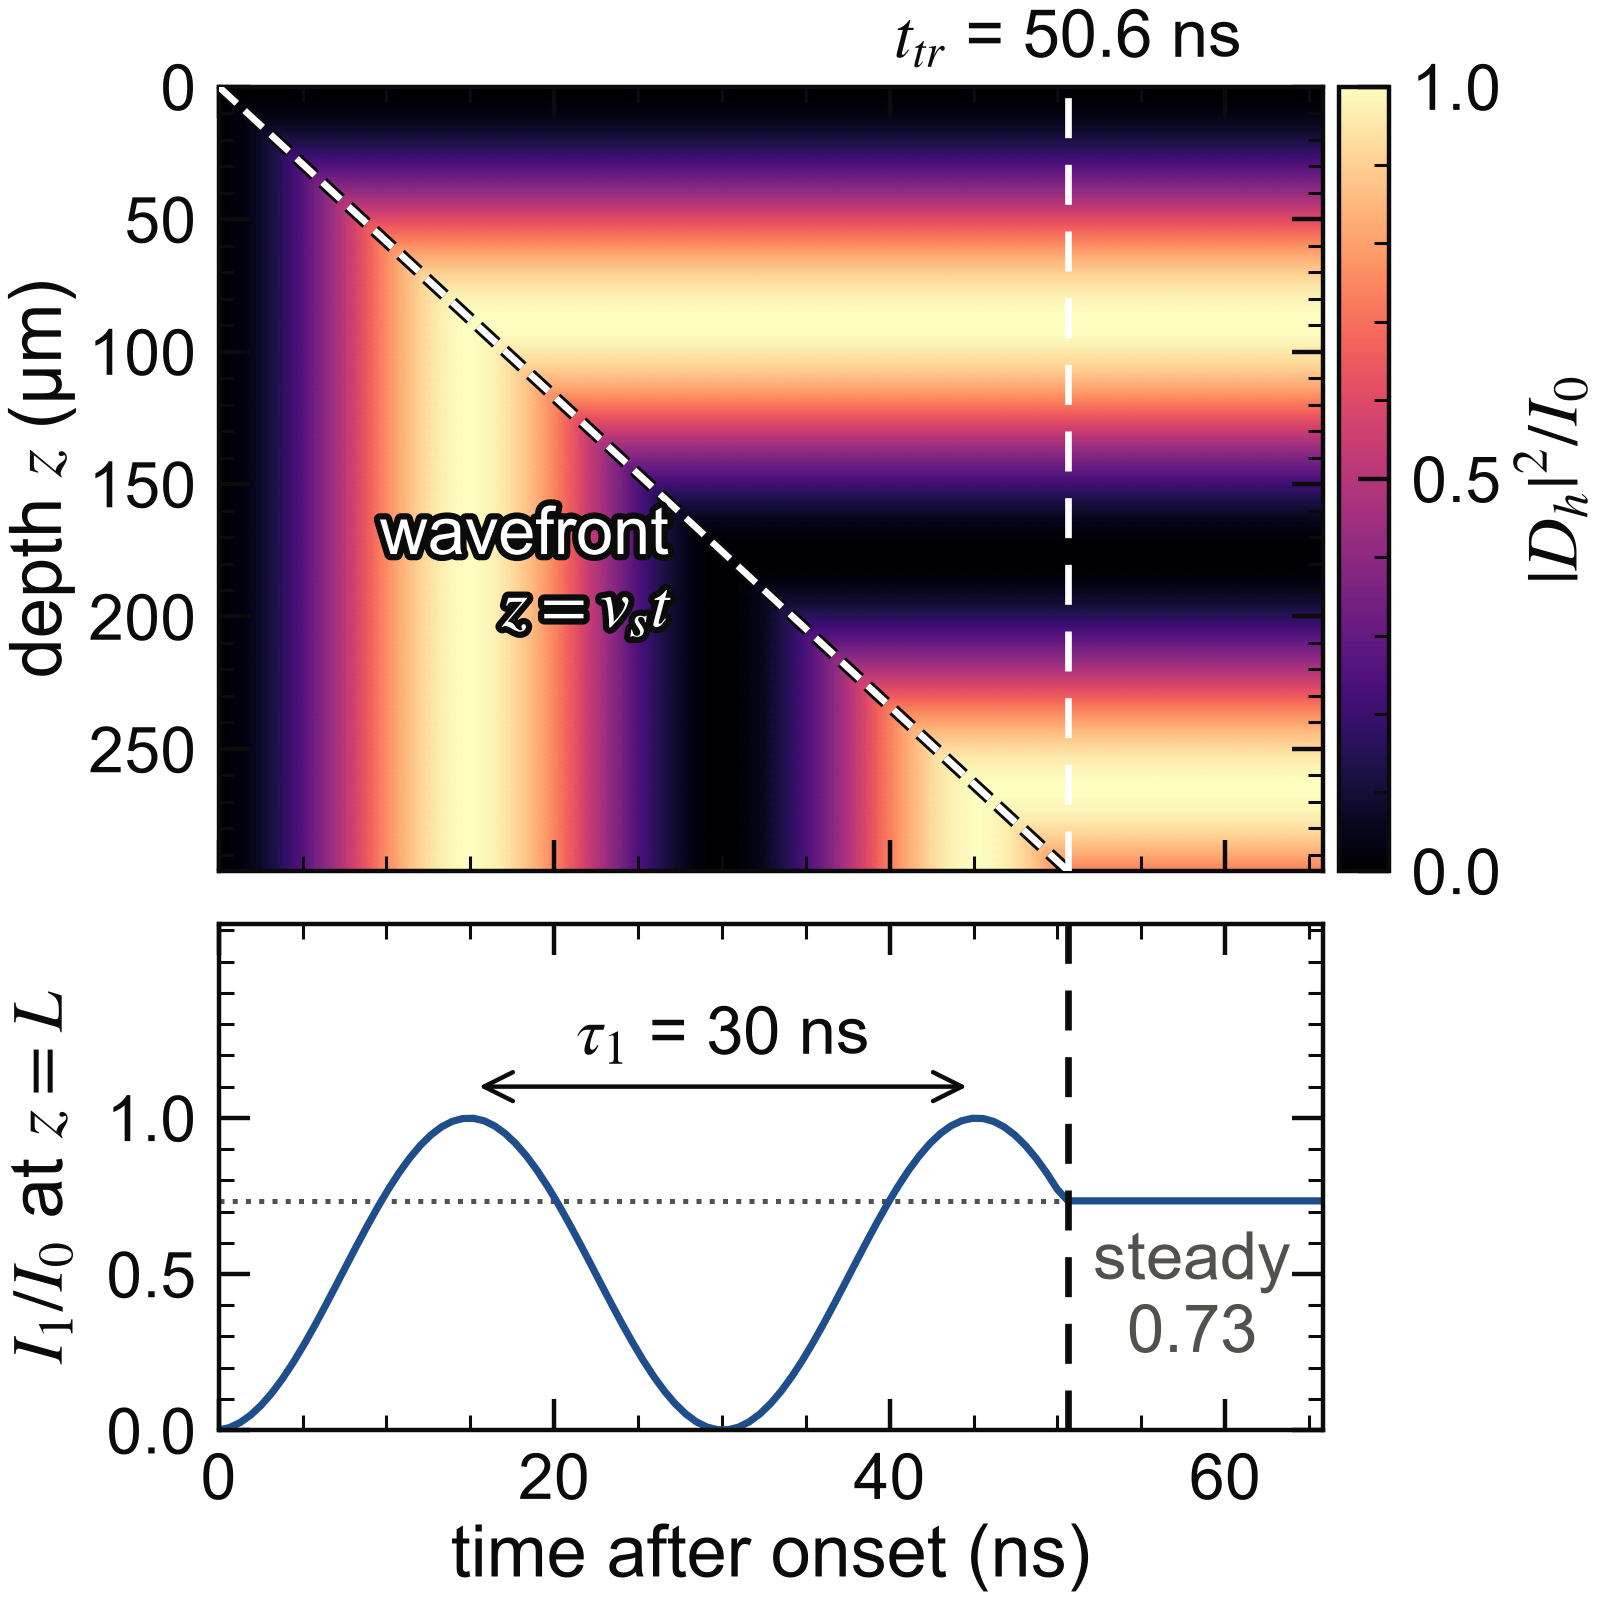 t_tr = 50.6 ns
0
50
100
150
200
250
depth z (μm)
wavefront
z = v_s t
1.0
0.5
0.0
|D_h|²/I_0
I_1/I_0 at z = L
1.0
0.5
0.0
τ_1 = 30 ns
steady
0.73
0 20 40 60
time after onset (ns)